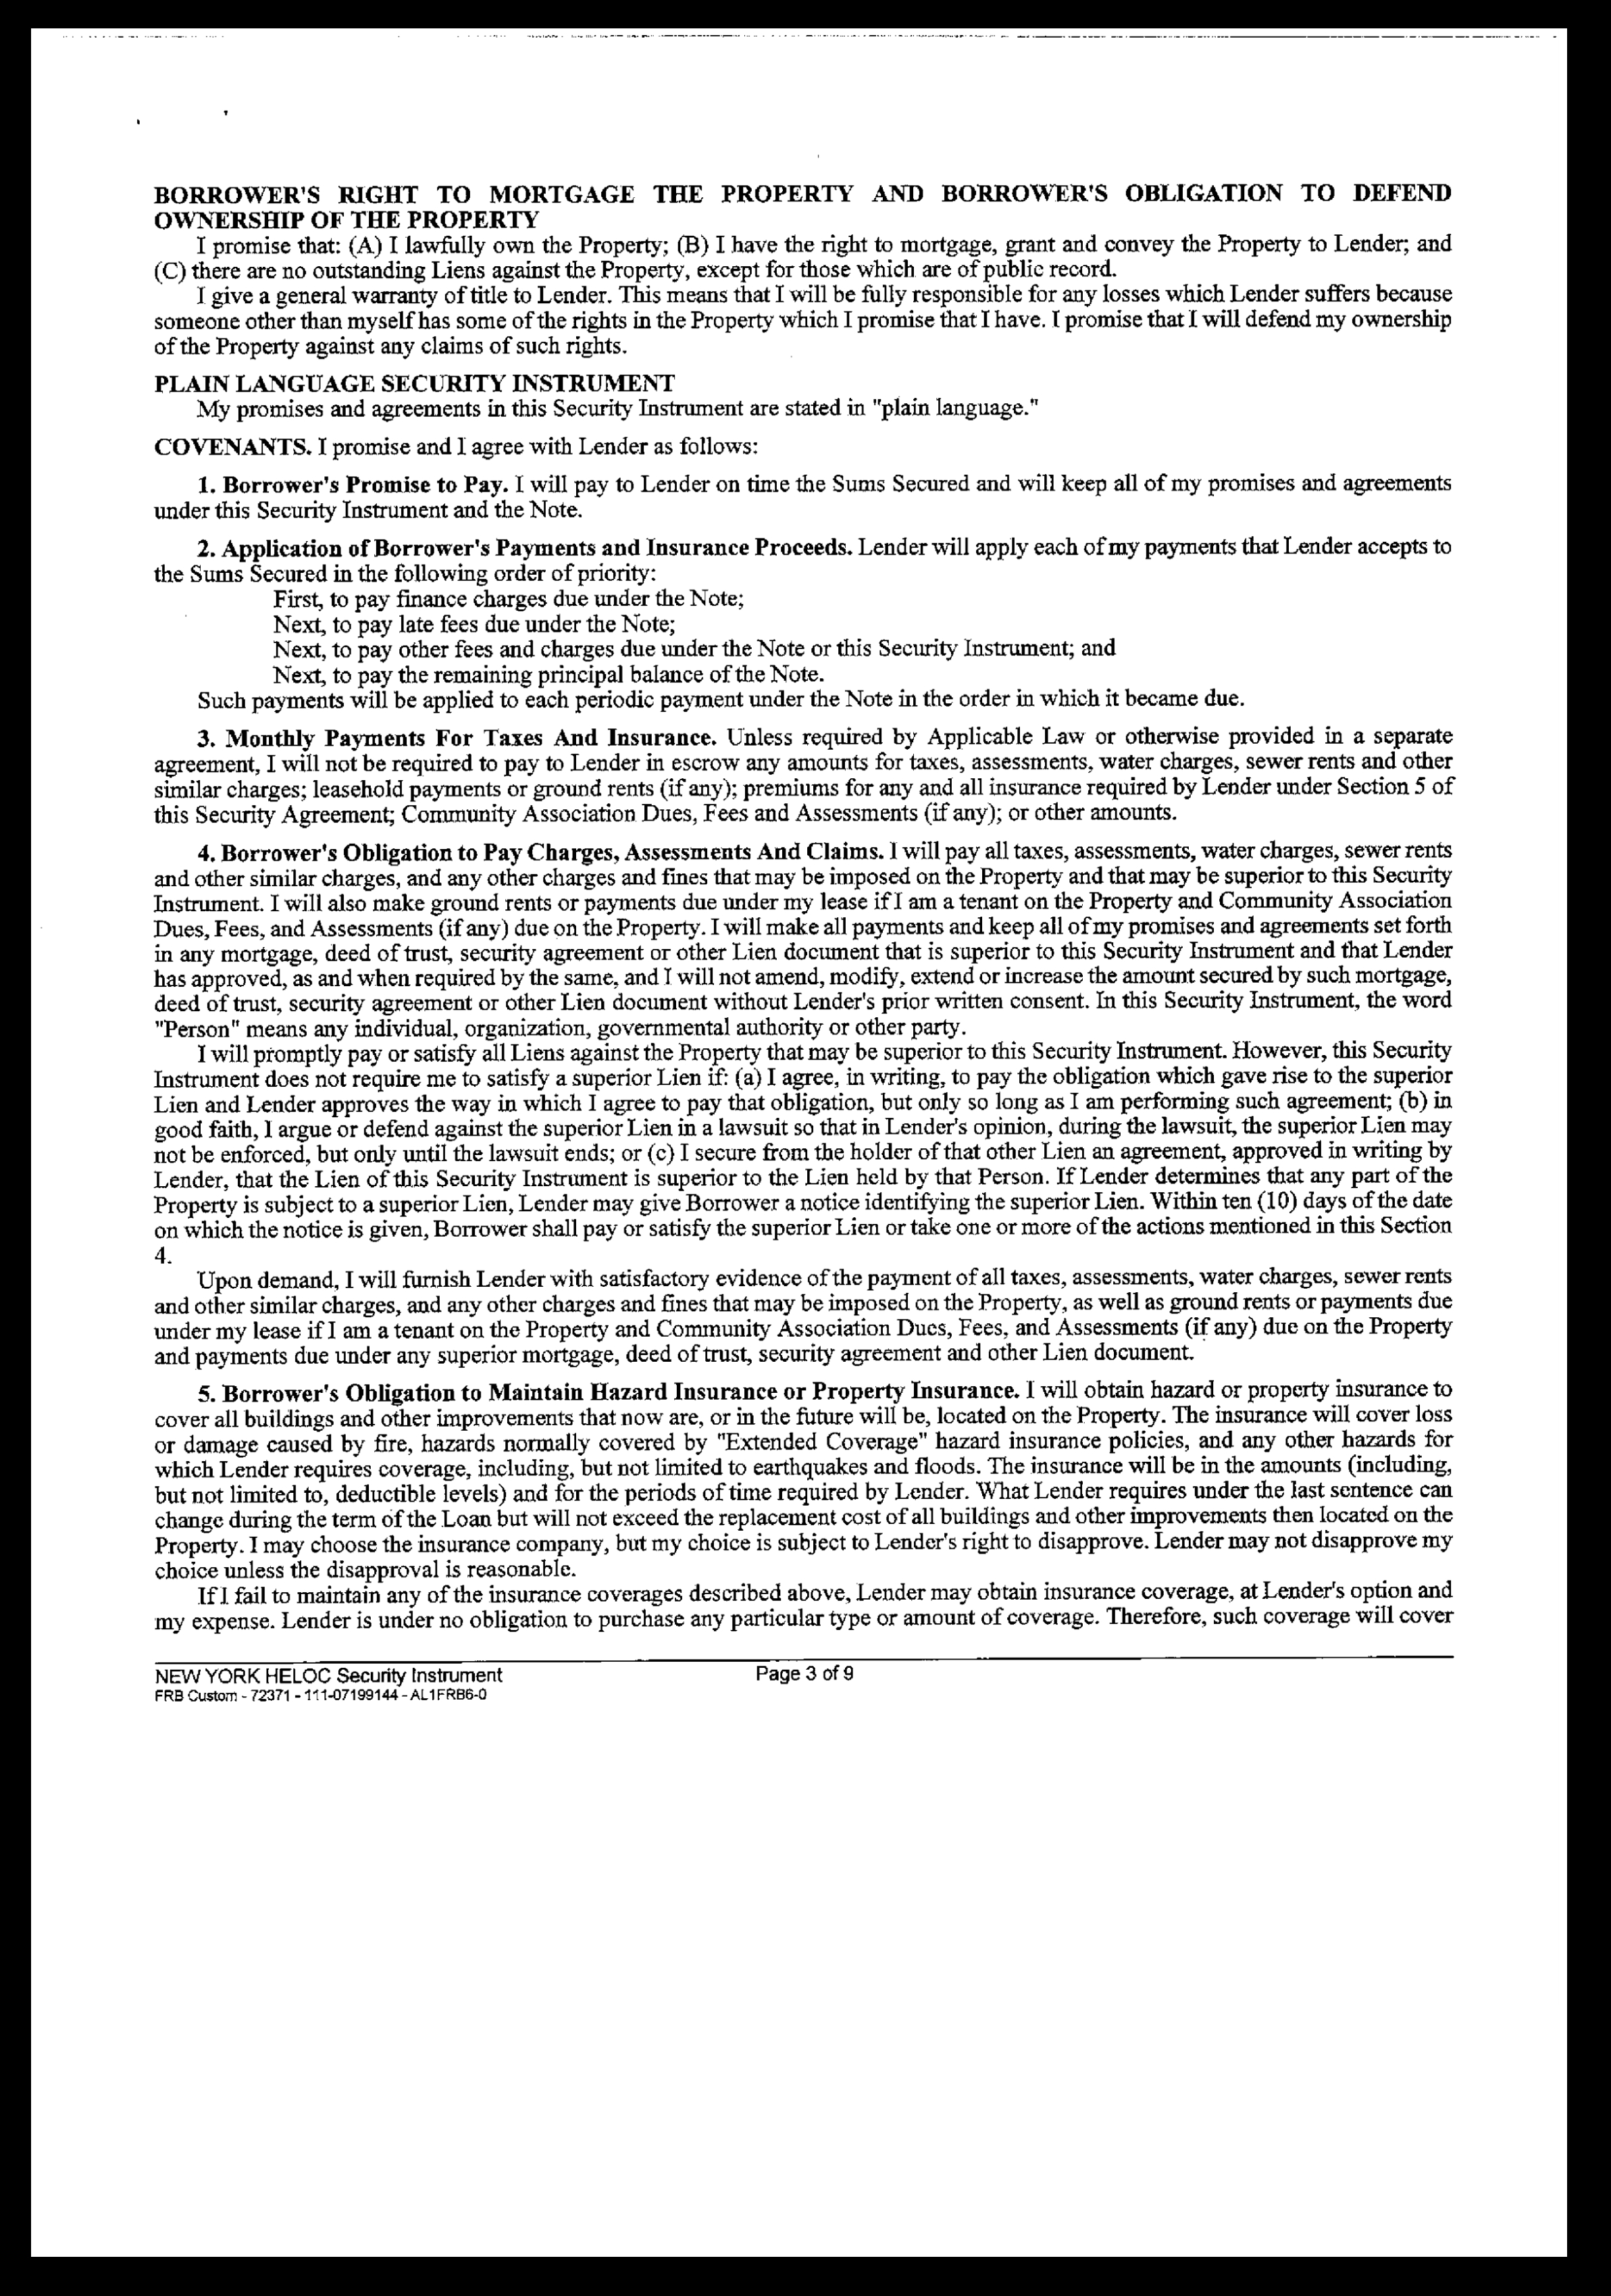 BORROWER'S RIGHT TO MORTGAGE THE PROPERTY AND BORROWER'S OBLIGATION TO DEFEND
OWNERSHIP OF THE PROPERTY
I promise that: (A) I lawfully own the Property; (B) I have the right to mortgage, grant and convey the Property to Lender; and
(C) there are no outstanding Liens against the Property, except for those which are of public record.
I give a general warranty of title to Lender. This means that I will be fully responsible for any losses which Lender suffers because
someone other than myself has some of the rights in the Property which I promise that I have. I promise that I will defend my ownership
of the Property against any claims of such rights.
PLAIN LANGUAGE SECURITY INSTRUMENT
My promises and agreements in this Security Instrument are stated in "plain language."
COVENANTS. I promise and I agree with Lender as follows:
1. Borrower's Promise to Pay. I will pay to Lender on time the Sums Secured and will keep all of my promises and agreements
under this Security Instrument and the Note.
2. Application of Borrower's Payments and Insurance Proceeds. Lender will apply each of my payments that Lender accepts to
the Sums Secured in the following order of priority:
First, to pay finance charges due under the Note;
Next, to pay late fees due under the Note;
Next, to pay other fees and charges due under the Note or this Security Instrument; and
Next, to pay the remaining principal balance of the Note.
Such payments will be applied to each periodic payment under the Note in the order in which it became due.
3. Monthly Payments For Taxes And Insurance. Unless required by Applicable Law or otherwise provided in a separate
agreement, I will not be required to pay to Lender in escrow any amounts for taxes, assessments, water charges, sewer rents and other
similar charges; leasehold payments or ground rents (if any); premiums for any and all insurance required by Lender under Section 5 of
this Security Agreement; Community Association Dues, Fees and Assessments (if any); or other amounts.
4. Borrower's Obligation to Pay Charges, Assessments And Claims. I will pay all taxes, assessments, water charges, sewer rents
and other similar charges, and any other charges and fines that may be imposed on the Property and that may be superior to this Security
Instrument. I will also make ground rents or payments due under my lease if I am a tenant on the Property and Community Association
Dues, Fees, and Assessments (if any) due on the Property. I will make all payments and keep all of my promises and agreements set forth
in any mortgage, deed of trust, security agreement or other Lien document that is superior to this Security Instrument and that Lender
has approved, as and when required by the same, and I will not amend, modify, extend or increase the amount secured by such mortgage,
deed of trust, security agreement or other Lien document without Lender's prior written consent. In this Security Instrument, the word
"Person" means any individual, organization, governmental authority or other party.
I will promptly pay or satisfy all Liens against the Property that may be superior to this Security Instrument. However, this Security
Instrument does not require me to satisfy a superior Lien if: (a) I agree, in writing, to pay the obligation which gave rise to the superior
Lien and Lender approves the way in which I agree to pay that obligation, but only so long as I am performing such agreement; (b) in
good faith, I argue or defend against the superior Lien in a lawsuit so that in Lender's opinion, during the lawsuit, the superior Lien may
not be enforced, but only until the lawsuit ends; or (c) I secure from the holder of that other Lien an agreement, approved in writing by
Lender, that the Lien of this Security Instrument is superior to the Lien held by that Person. If Lender determines that any part of the
Property is subject to a superior Lien, Lender may give Borrower a notice identifying the superior Lien. Within ten (10) days of the date
on which the notice is given, Borrower shall pay or satisfy the superior Lien or take one or more of the actions mentioned in this Section
4.
Upon demand, I will furnish Lender with satisfactory evidence of the payment of all taxes, assessments, water charges, sewer rents
and other similar charges, and any other charges and fines that may be imposed on the Property, as well as ground rents or payments due
under my lease if I am a tenant on the Property and Community Association Dues, Fees, and Assessments (if any) due on the Property
and payments due under any superior mortgage, deed of trust, security agreement and other Lien document.
5. Borrower's Obligation to Maintain Hazard Insurance or Property Insurance. I will obtain hazard or property insurance to
cover all buildings and other improvements that now are, or in the future will be, located on the Property. The insurance will cover loss
or damage caused by fire, hazards normally covered by "Extended Coverage" hazard insurance policies, and any other hazards for
which Lender requires coverage, including, but not limited to earthquakes and floods. The insurance will be in the amounts (including,
but not limited to, deductible levels) and for the periods of time required by Lender. What Lender requires under the last sentence can
change during the term of the Loan but will not exceed the replacement cost of all buildings and other improvements then located on the
Property. I may choose the insurance company, but my choice is subject to Lender's right to disapprove. Lender may not disapprove my
choice unless the disapproval is reasonable.
If I fail to maintain any of the insurance coverages described above, Lender may obtain insurance coverage, at Lender's option and
my expense. Lender is under no obligation to purchase any particular type or amount of coverage. Therefore, such coverage will cover
NEW YORK HELOC Security Instrument
Page 3 of 9
FRB Custom - 72371 - 111-07199144 - AL1FRB6-0